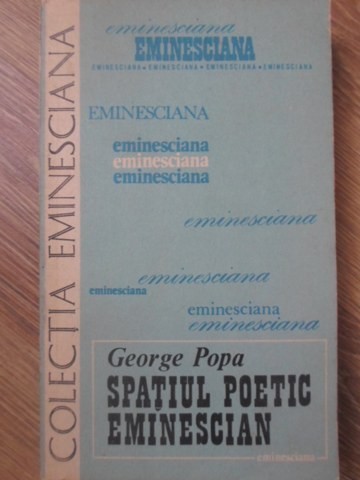 COLECȚIA EMINESCIANA
eminesciana
EMINESCIANA
EMINESCIANA • EMINESCIANA • EMINESCIANA • EMINESCIANA
EMINESCIANA
eminesciana
eminesciana
eminesciana
eminesciana
eminesciana
eminesciana
eminesciana
eminesciana
George Popa
SPAȚIUL POETIC
EMINESCIAN